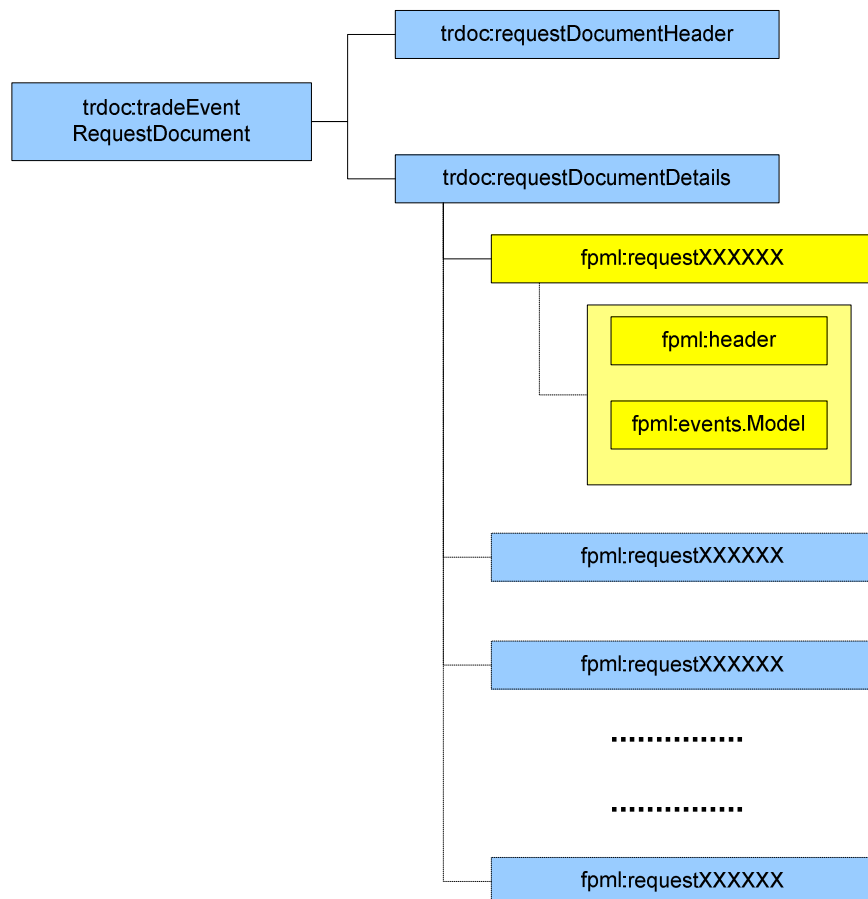 trdoc:requestDocumentHeader
trdoc:tradeEvent
RequestDocument
trdoc:requestDocumentDetails
fpml:requestXXXXXX
fpml:header
fpml:events.Model
fpml:requestXXXXXX
fpml:requestXXXXXX
...............
...............
fpml:requestXXXXXX